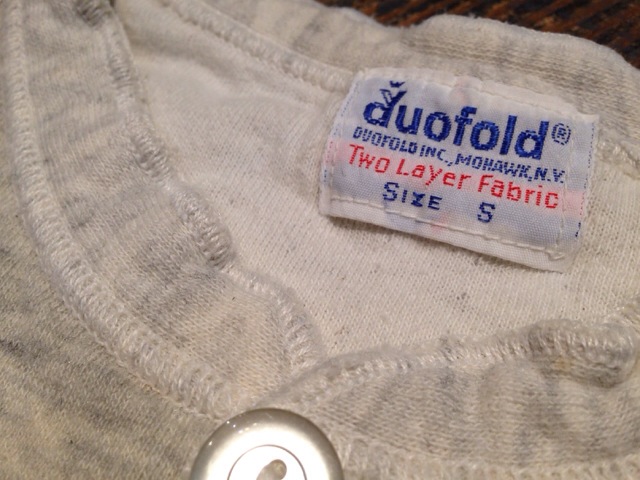 duofold®
DUOFOLD INC., MOHAWK, N.Y.
Two Layer Fabric
SIZE S